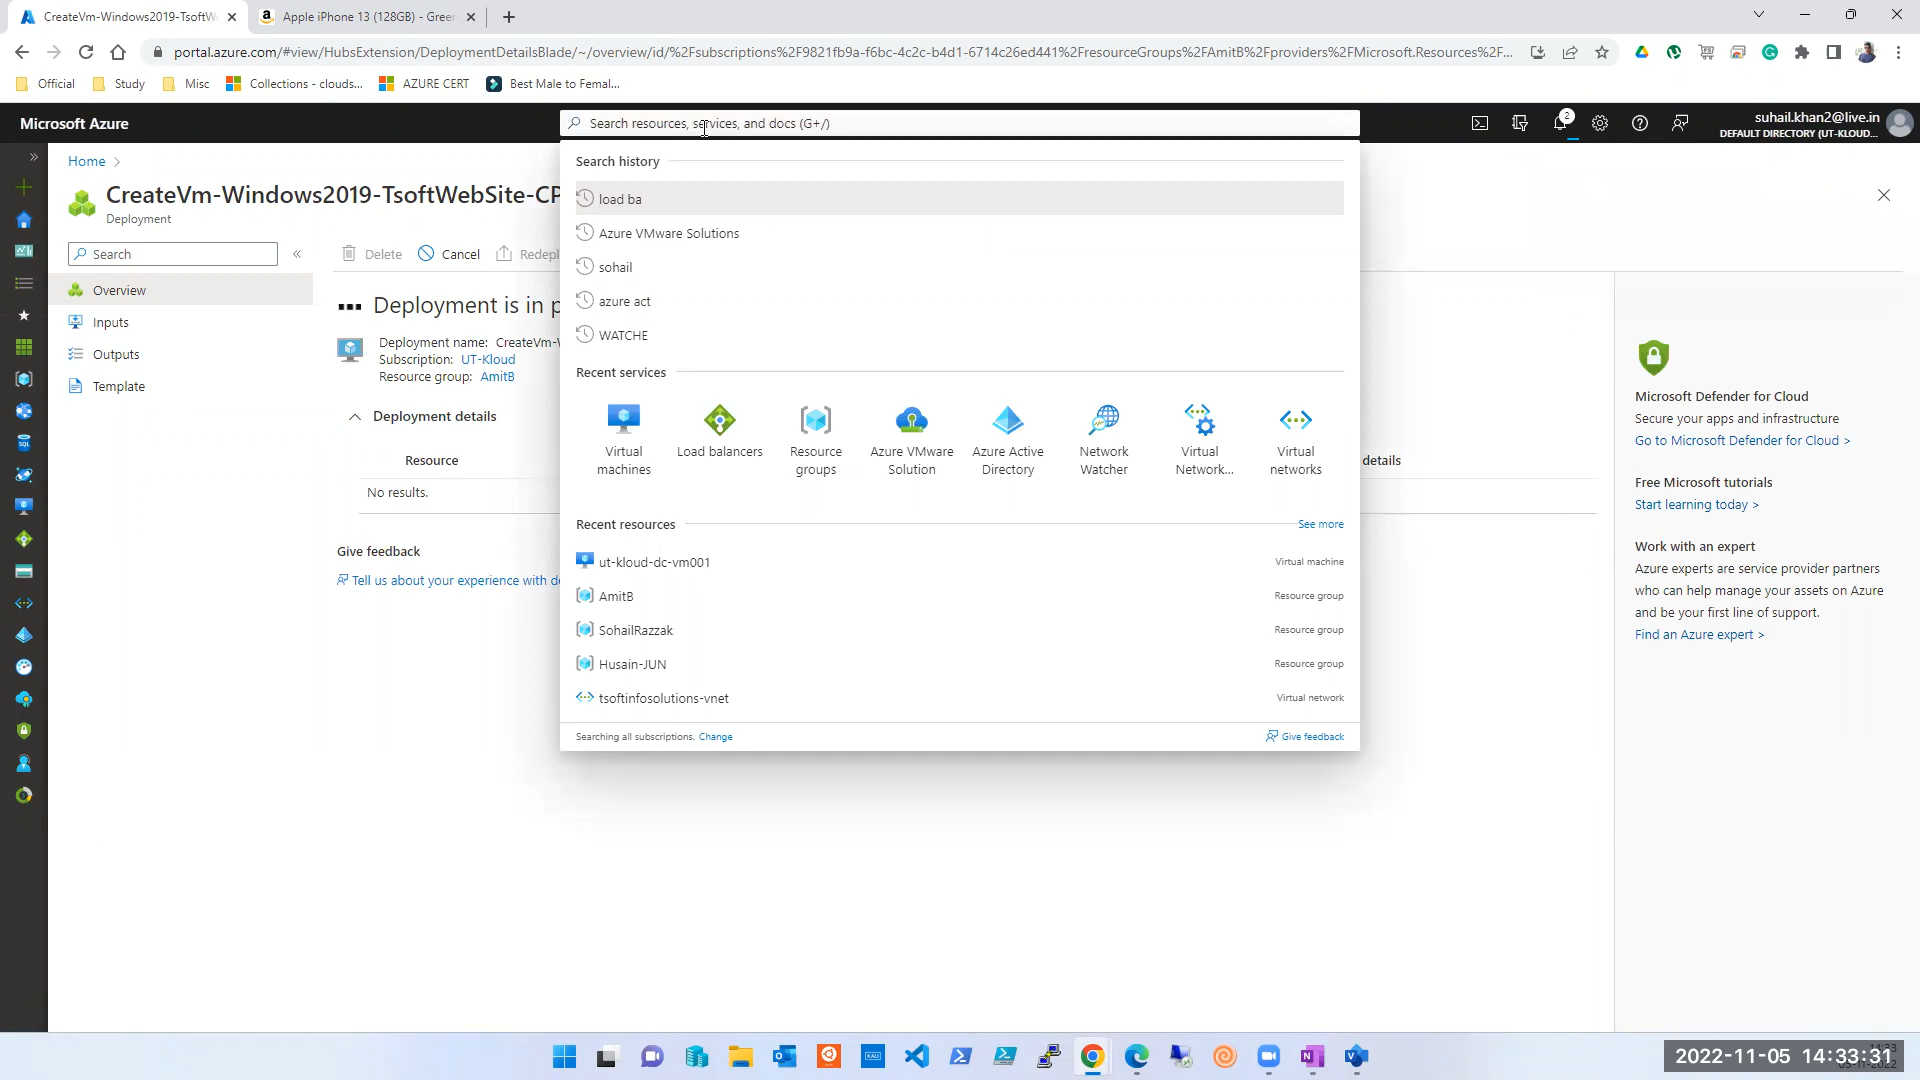 CreateVm-Windows2019-TsoftW
Apple iPhone 13 (128GB) - Green
portal.azure.com/#view/HubsExtension/DeploymentDetailsBlade/~/overview/id/%2Fsubscriptions%2F9821fb9a-f6bc-4c2c-b4d1-6714c26ed441%2FresourceGroups%2FAmitB%2Fproviders%2FMicrosoft.Resources%2F...
Official
Study
Misc
Collections - clouds...
AZURE CERT
Best Male to Femal...
Microsoft Azure
Search resources, services, and docs (G+/)
2
suhail.khan2@live.in
DEFAULT DIRECTORY (UT-KLOUD...
Home >
CreateVm-Windows2019-TsoftWebSite-CP
Deployment
Search
Delete
Cancel
Redepl
Overview
Inputs
Outputs
Template
Deployment is in p
Deployment name: CreateVm-W
Subscription: UT-Kloud
Resource group: AmitB
Deployment details
Resource
details
No results.
Give feedback
Tell us about your experience with de
Search history
load ba
Azure VMware Solutions
sohail
azure act
WATCHE
Recent services
Virtual machines
Load balancers
Resource groups
Azure VMware Solution
Azure Active Directory
Network Watcher
Virtual Network...
Virtual networks
Recent resources
See more
ut-kloud-dc-vm001
Virtual machine
AmitB
Resource group
SohailRazzak
Resource group
Husain-JUN
Resource group
tsoftinfosolutions-vnet
Virtual network
Searching all subscriptions. Change
Give feedback
Microsoft Defender for Cloud
Secure your apps and infrastructure
Go to Microsoft Defender for Cloud >
Free Microsoft tutorials
Start learning today >
Work with an expert
Azure experts are service provider partners
who can help manage your assets on Azure
and be your first line of support.
Find an Azure expert >
2022-11-05 14:33:31